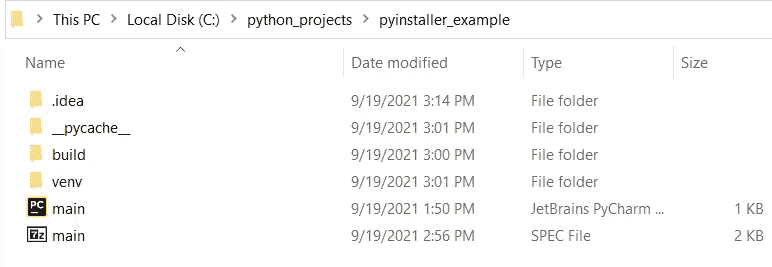 This PC > Local Disk (C:) > python_projects > pyinstaller_example
Name Date modified Type Size
.idea 9/19/2021 3:14 PM File folder
__pycache__ 9/19/2021 3:01 PM File folder
build 9/19/2021 3:00 PM File folder
venv 9/19/2021 3:01 PM File folder
PC main 9/19/2021 1:50 PM JetBrains PyCharm ... 1 KB
7z main 9/19/2021 2:56 PM SPEC File 2 KB